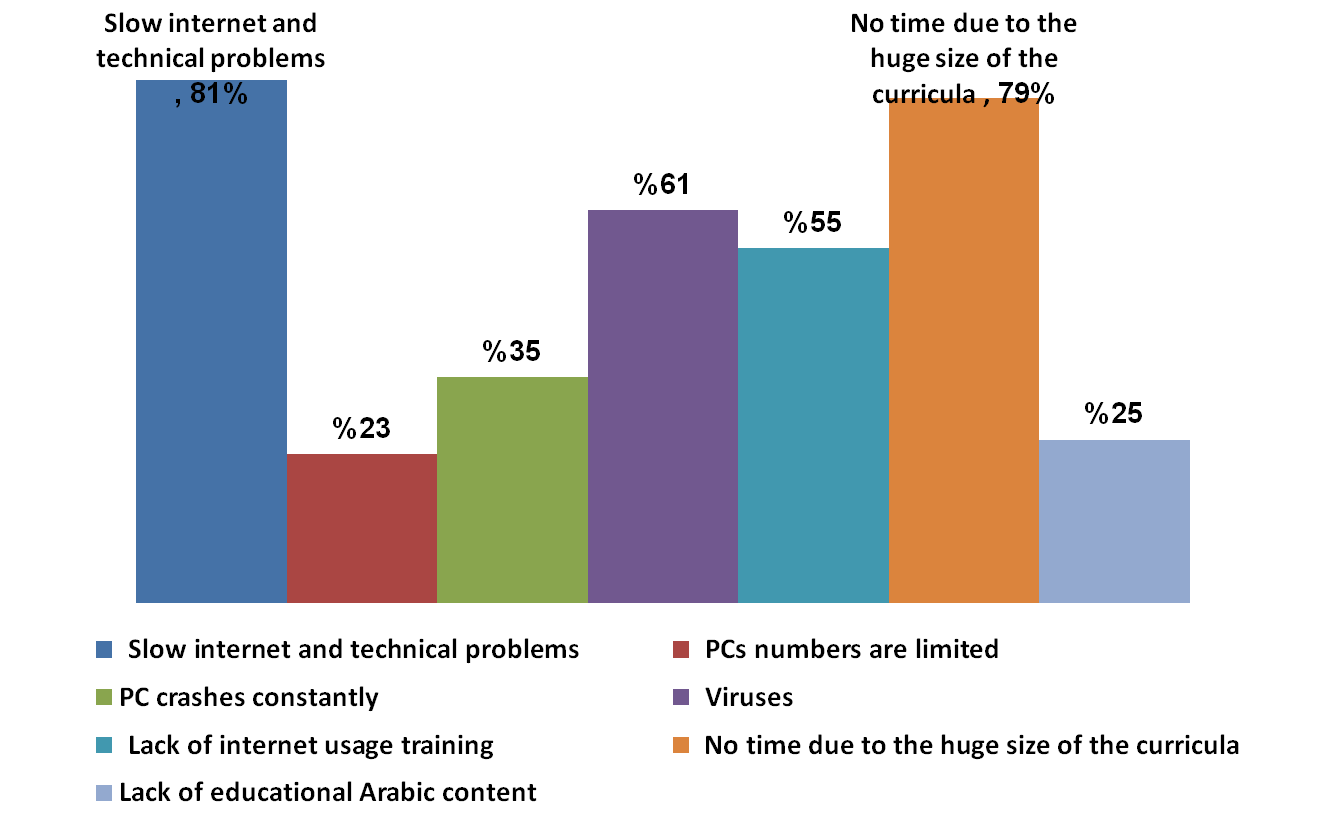 Slow internet and
technical problems
, 81%
No time due to the
huge size of the
curricula , 79%
%61
%55
%35
%23
%25
Slow internet and technical problems
PCs numbers are limited
PC crashes constantly
Viruses
Lack of internet usage training
No time due to the huge size of the curricula
Lack of educational Arabic content